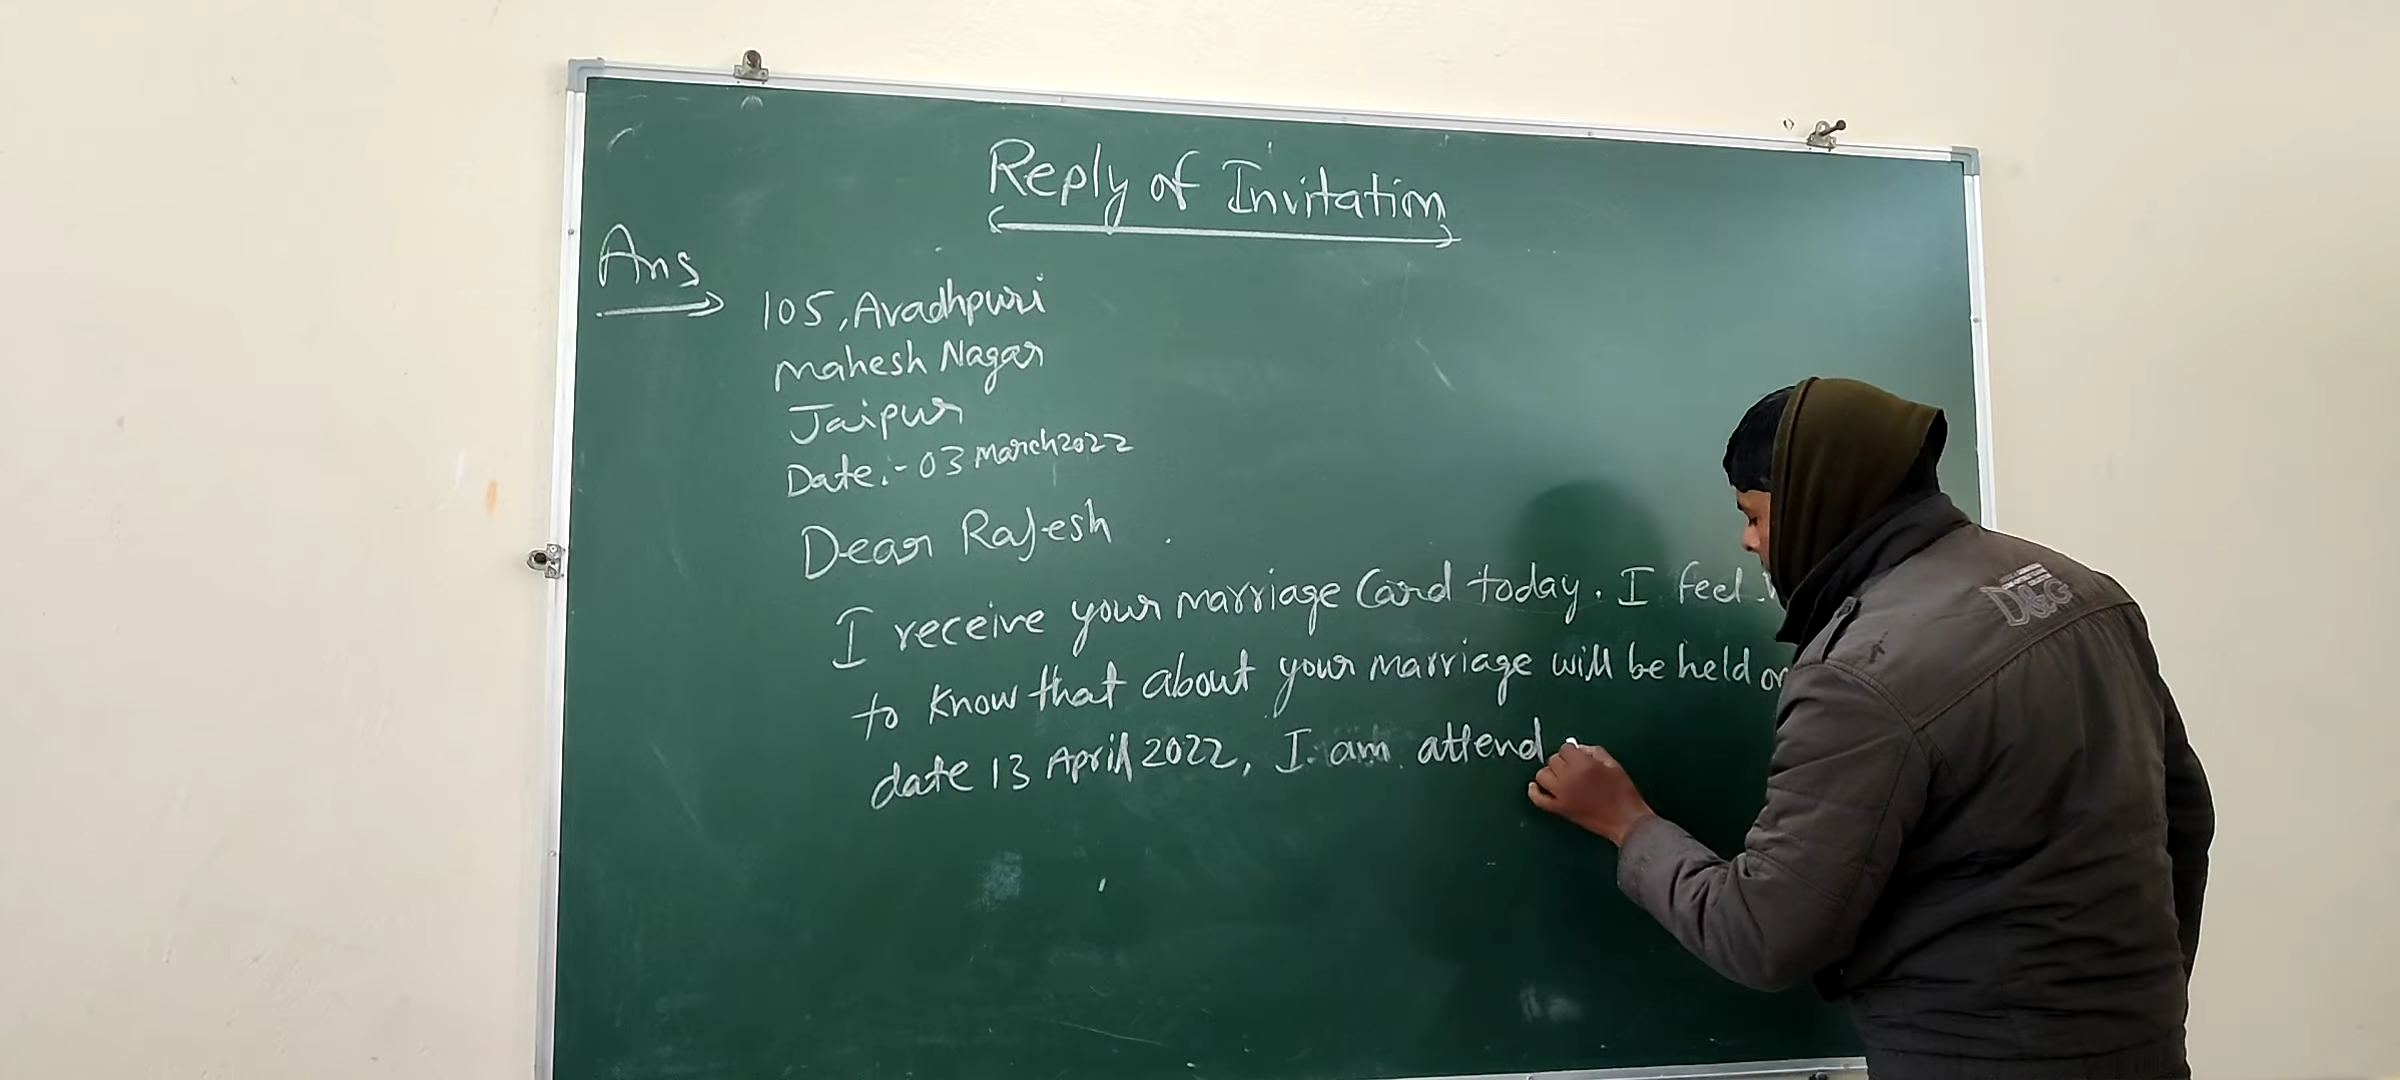 Reply of Invitation
Ans
105, Avadhpuri
Mahesh Nagar
Jaipur
Date:- 03 March 2022
Dear Rajesh
I receive your marriage Card today. I feel
to know that about your marriage will be held on
date 13 April 2022, I am attend
D&G